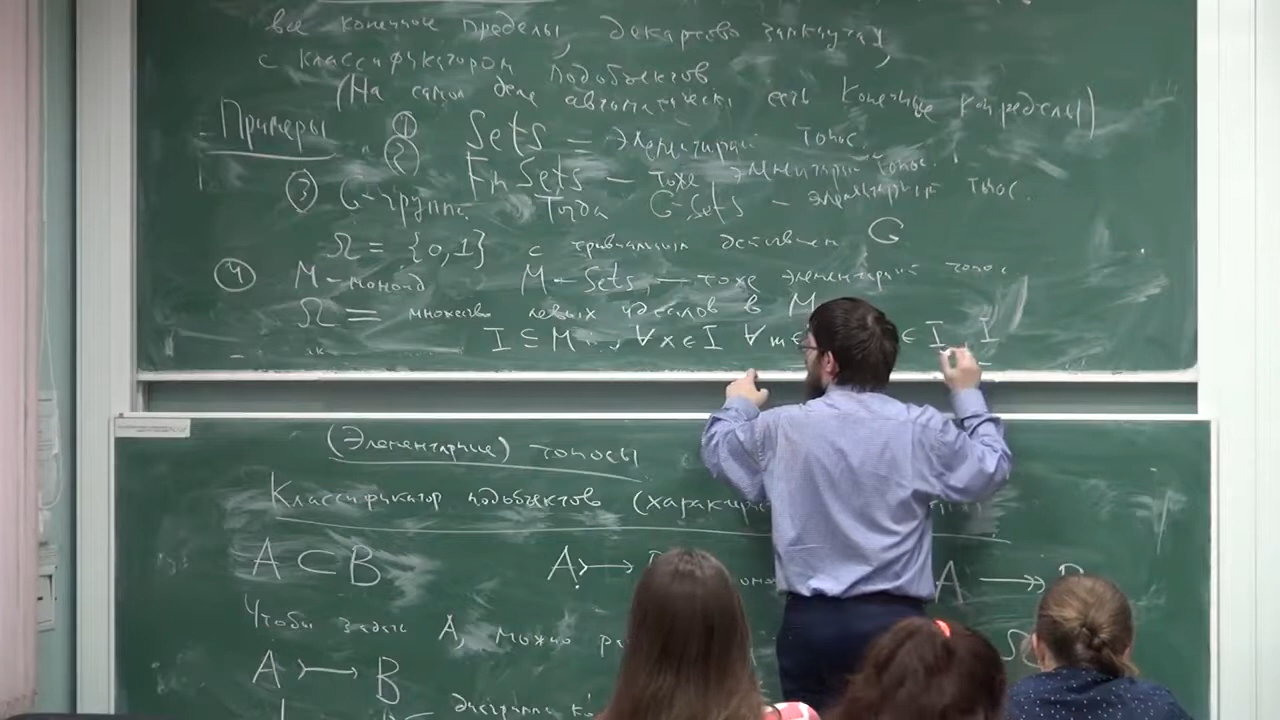 все конечные пределы, декартово замкнута,
с классификатором подобъектов
(На самом деле автоматически есть конечные копределы)
Примеры ① Sets = элементарный топос.
② FinSets — тоже элементарный топос.
③ G-группа. Тогда G-Sets — элементарный топос.
Ω = {0,1} с тривиальным действием G
④ M-моноид M-Sets, — тоже элементарный топос
Ω = множество левых идеалов в M
I ⊆ M ∀x∈I ∀m∈ ∈ I I
(Элементарные) топосы
Классификатор подобъектов
A ⊂ B A ↣ A ↠
Чтобы задать A, можно
A ↣ B